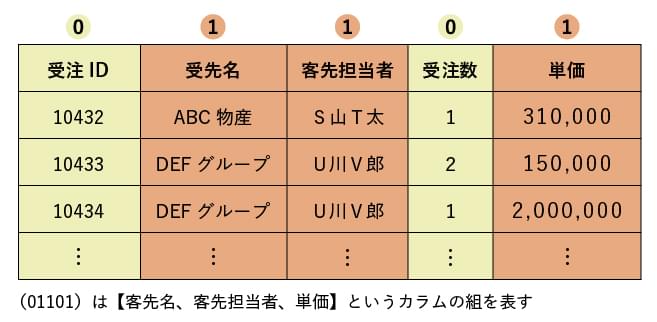 0 1 1 0 1
受注 ID 受先名 客先担当者 受注数 単価
10432 ABC 物産 S 山 T 太 1 310,000
10433 DEF グループ U 川 V 郎 2 150,000
10434 DEF グループ U 川 V 郎 1 2,000,000
⋮ ⋮ ⋮ ⋮ ⋮
（01101）は【客先名、客先担当者、単価】というカラムの組を表す